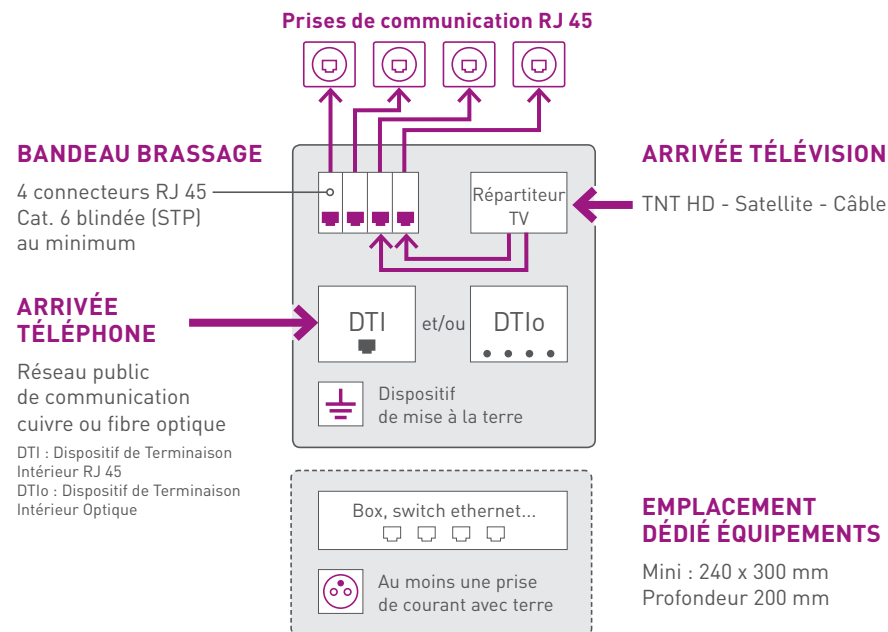 Prises de communication RJ 45
BANDEAU BRASSAGE
4 connecteurs RJ 45
Cat. 6 blindée (STP)
au minimum
Répartiteur
TV
ARRIVÉE TÉLÉVISION
TNT HD - Satellite - Câble
ARRIVÉE
TÉLÉPHONE
Réseau public
de communication
cuivre ou fibre optique
DTI : Dispositif de Terminaison
Intérieur RJ 45
DTIo : Dispositif de Terminaison
Intérieur Optique
DTI
et/ou
DTIo
Dispositif
de mise à la terre
Box, switch ethernet...
Au moins une prise
de courant avec terre
EMPLACEMENT
DÉDIÉ ÉQUIPEMENTS
Mini : 240 x 300 mm
Profondeur 200 mm